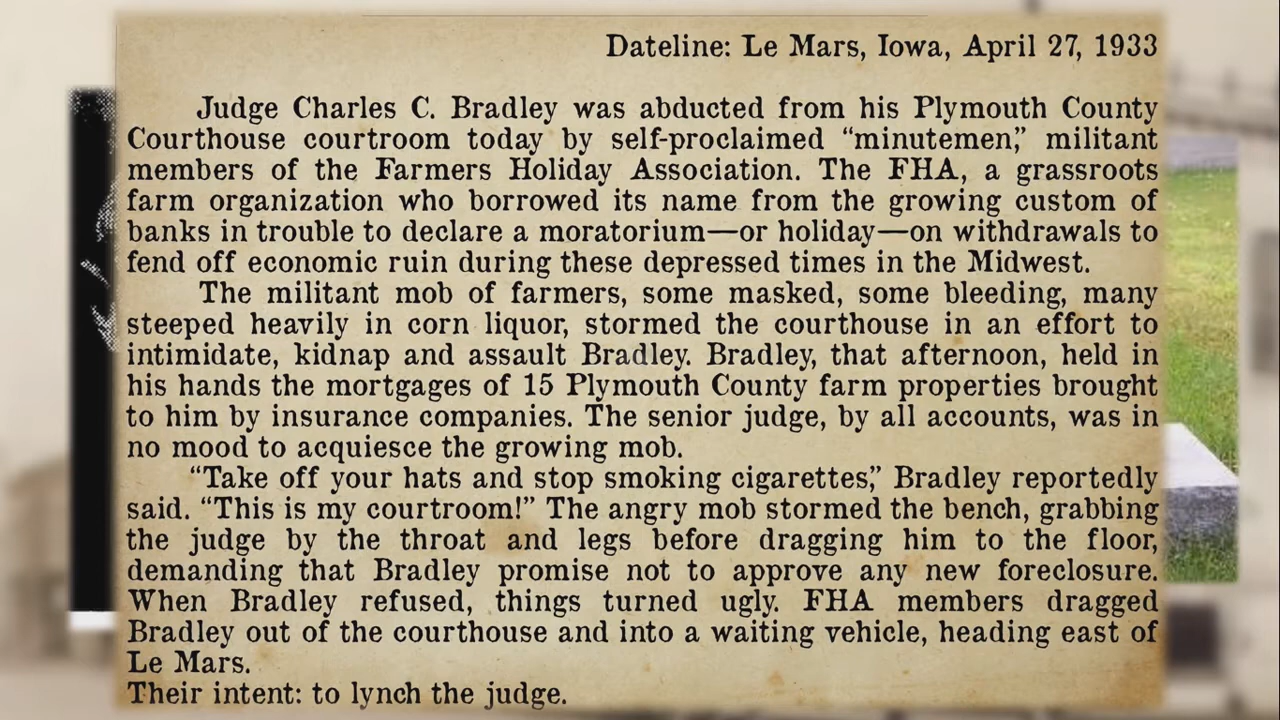 Dateline: Le Mars, Iowa, April 27, 1933
Judge Charles C. Bradley was abducted from his Plymouth County
Courthouse courtroom today by self-proclaimed “minutemen,” militant
members of the Farmers Holiday Association. The FHA, a grassroots
farm organization who borrowed its name from the growing custom of
banks in trouble to declare a moratorium—or holiday—on withdrawals to
fend off economic ruin during these depressed times in the Midwest.
The militant mob of farmers, some masked, some bleeding, many
steeped heavily in corn liquor, stormed the courthouse in an effort to
intimidate, kidnap and assault Bradley. Bradley, that afternoon, held in
his hands the mortgages of 15 Plymouth County farm properties brought
to him by insurance companies. The senior judge, by all accounts, was in
no mood to acquiesce the growing mob.
“Take off your hats and stop smoking cigarettes,” Bradley reportedly
said. “This is my courtroom!” The angry mob stormed the bench, grabbing
the judge by the throat and legs before dragging him to the floor,
demanding that Bradley promise not to approve any new foreclosure.
When Bradley refused, things turned ugly. FHA members dragged
Bradley out of the courthouse and into a waiting vehicle, heading east of
Le Mars.
Their intent: to lynch the judge.